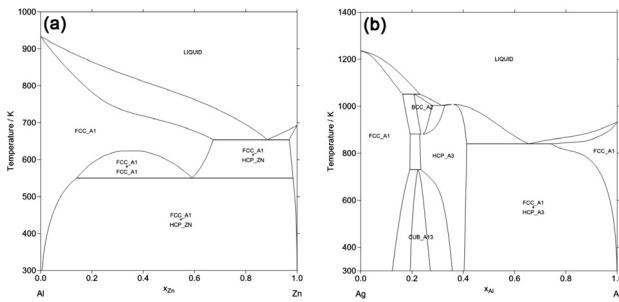 (a)
1000
900
800
700
600
500
400
300
Temperature / K
LIQUID
FCC_A1
FCC_A1
+
FCC_A1
FCC_A1
+
HCP_ZN
FCC_A1
+
HCP_ZN
0.0 0.2 0.4 0.6 0.8 1.0
Al xZn Zn
(b)
1400
1200
1000
800
600
400
300
Temperature / K
LIQUID
BCC_A2
FCC_A1
HCP_A3
FCC_A1
FCC_A1
+
HCP_A3
CUB_A13
0.0 0.2 0.4 0.6 0.8 1.0
Ag xAl A